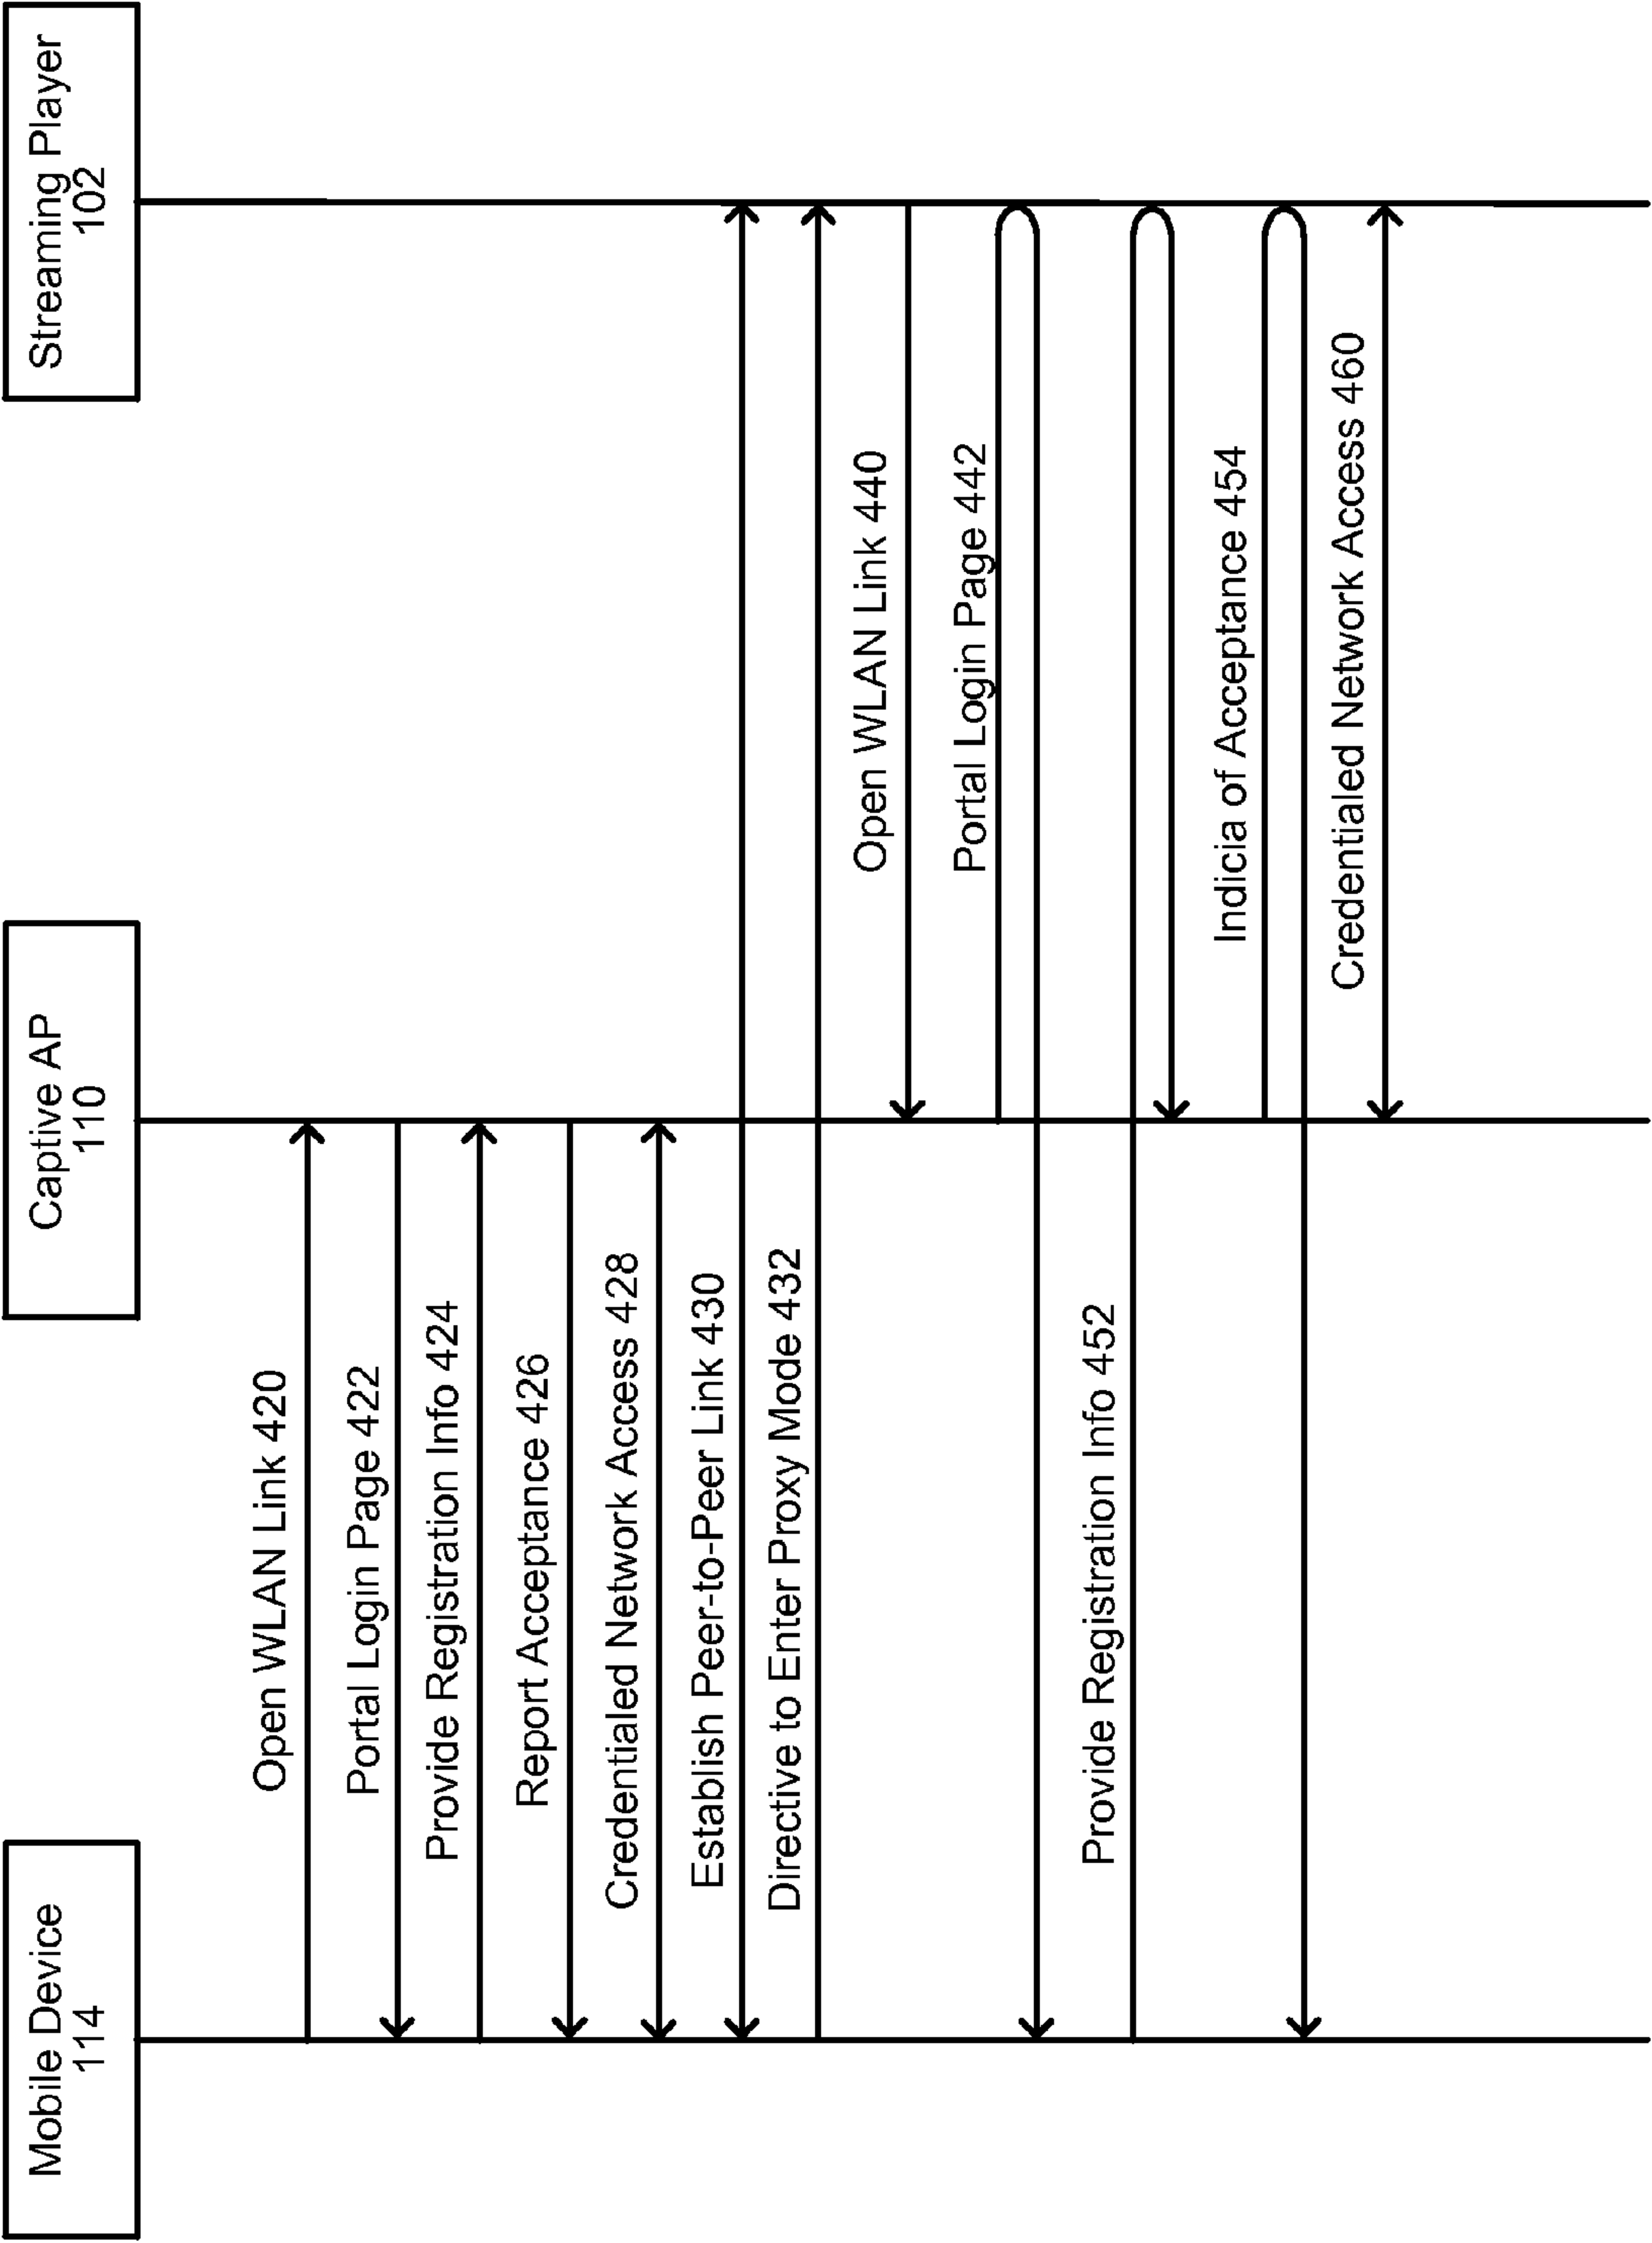 Mobile Device
114
Captive AP
110
Streaming Player
102
Open WLAN Link 420
Portal Login Page 422
Provide Registration Info 424
Report Acceptance 426
Credentialed Network Access 428
Establish Peer-to-Peer Link 430
Directive to Enter Proxy Mode 432
Open WLAN Link 440
Portal Login Page 442
Provide Registration Info 452
Indicia of Acceptance 454
Credentialed Network Access 460